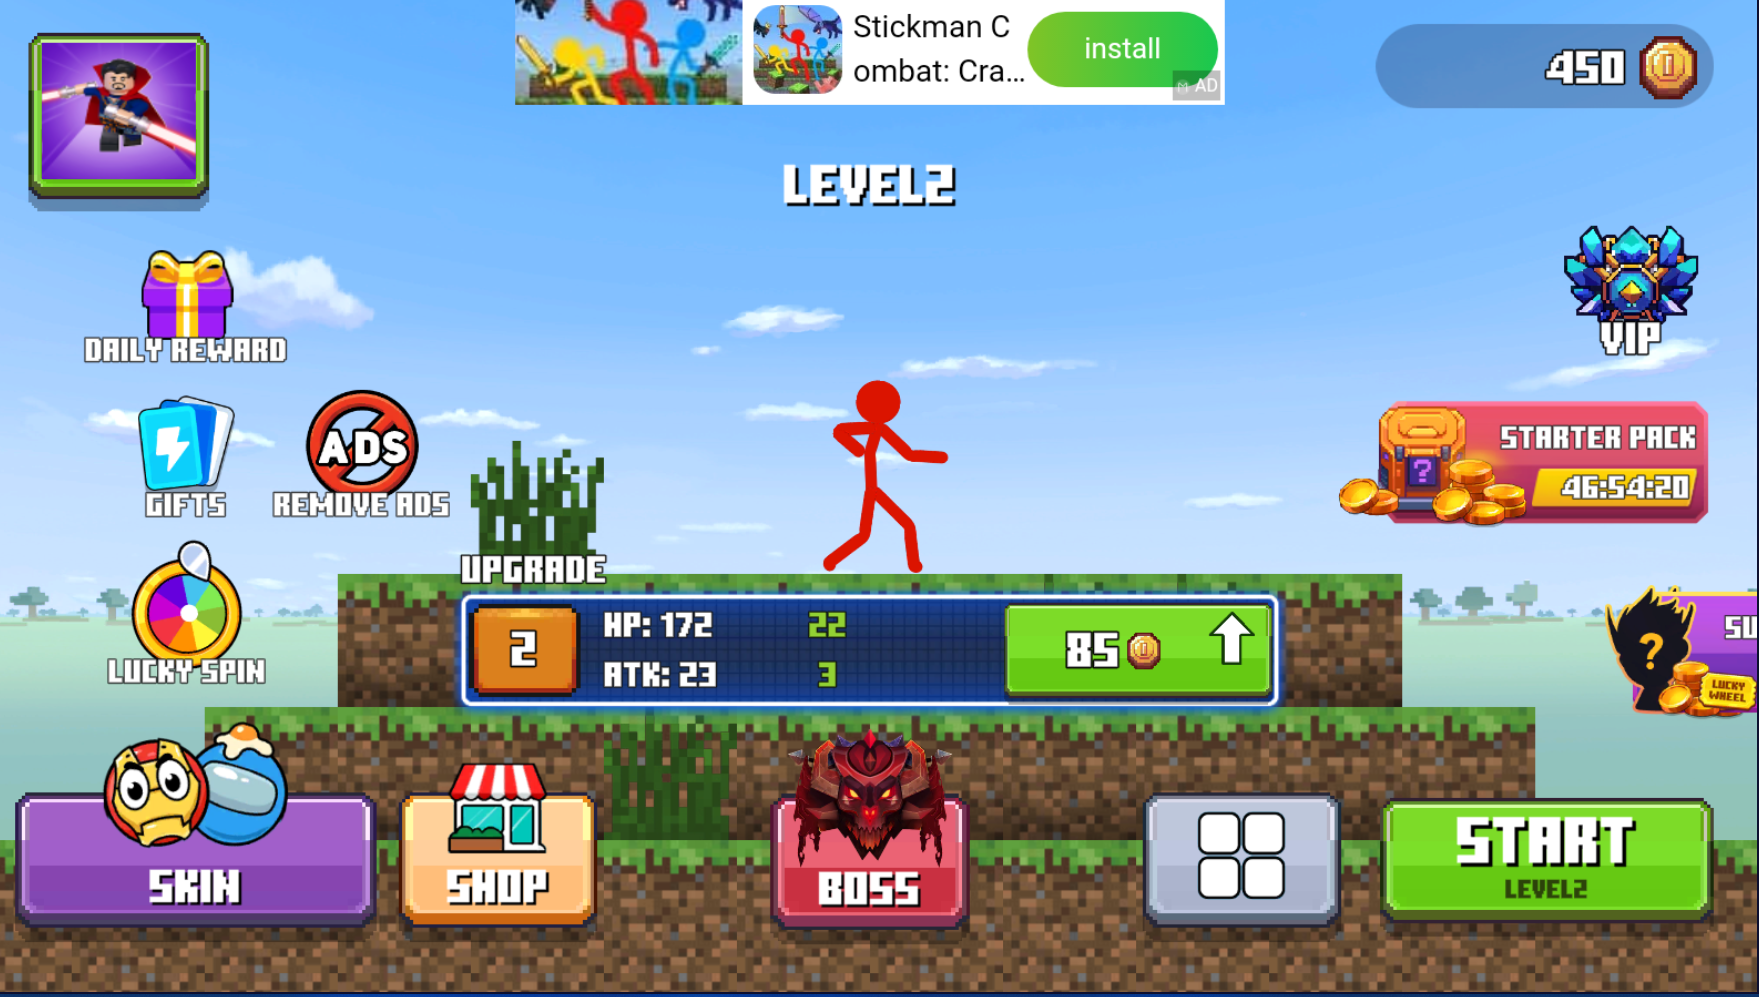 Stickman C
ombat: Cra...
install
AD
450
LEVEL2
DAILY REWARD
VIP
GIFTS
ADS
REMOVE ADS
STARTER PACK
46:54:20
UPGRADE
2
HP: 172
22
ATK: 23
3
85
LUCKY SPIN
SU
LUCKY
WHEEL
SKIN
SHOP
BOSS
START
LEVEL2